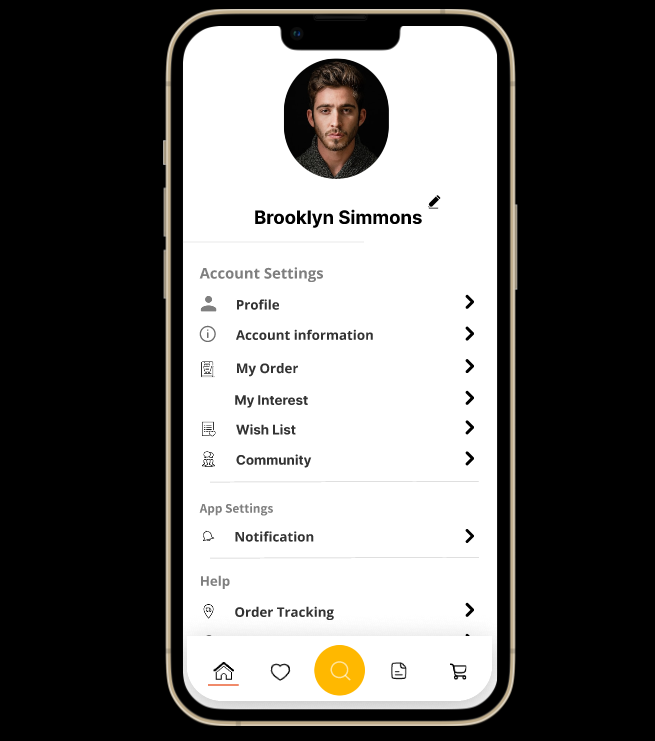 Brooklyn Simmons
Account Settings
Profile
Account information
My Order
My Interest
Wish List
Community
App Settings
Notification
Help
Order Tracking